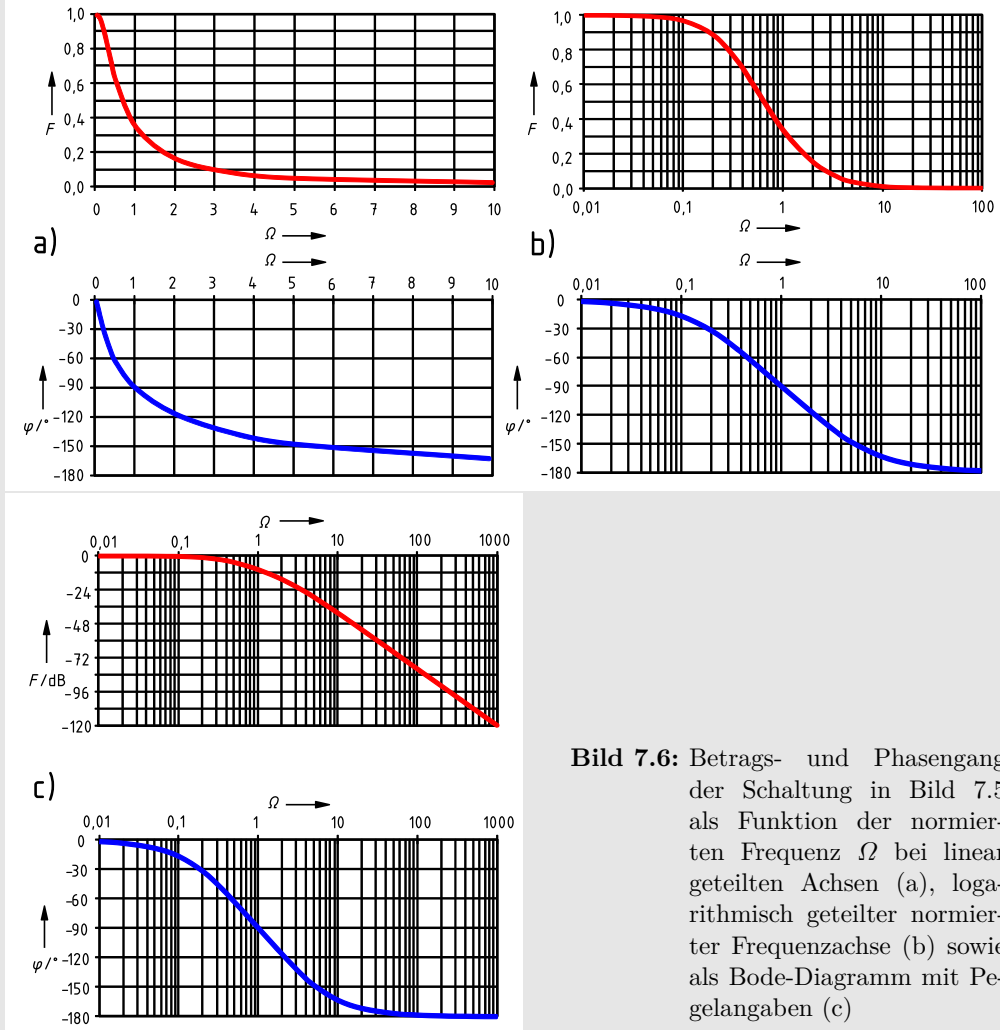 1,0
0,8
0,6
F
0,4
0,2
0,0
0 1 2 3 4 5 6 7 8 9 10
Ω
a)
1,0
0,8
0,6
F
0,4
0,2
0,0
0,01 0,1 1 10 100
Ω
b)
Ω
0 1 2 3 4 5 6 7 8 9 10
0
-30
-60
-90
φ/° -120
-150
-180
Ω
0,01 0,1 1 10 100
0
-30
-60
-90
φ/° -120
-150
-180
Ω
0,01 0,1 1 10 100 1000
0
-24
-48
-72
F/dB -96
-120
c)
Ω
0,01 0,1 1 10 100 1000
0
-30
-60
-90
φ/° -120
-150
-180
Bild 7.6: Betrags- und Phasengang
der Schaltung in Bild 7.5
als Funktion der normier-
ten Frequenz Ω bei linear
geteilten Achsen (a), loga-
rithmisch geteilter normier-
ter Frequenzachse (b) sowie
als Bode-Diagramm mit Pe-
gelangaben (c)